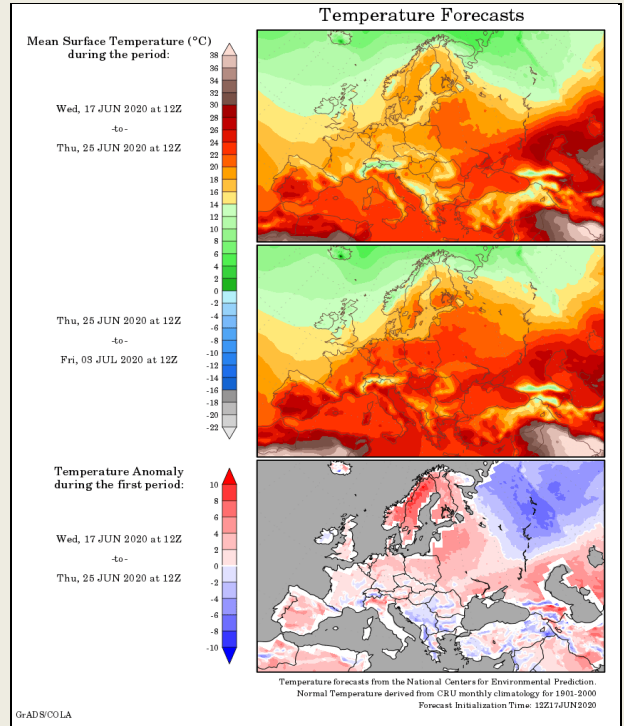 Temperature Forecasts
Mean Surface Temperature (°C)
during the period:
Wed, 17 JUN 2020 at 12Z
-to-
Thu, 25 JUN 2020 at 12Z
Thu, 25 JUN 2020 at 12Z
-to-
Fri, 03 JUL 2020 at 12Z
38
36
34
32
30
28
26
24
22
20
18
16
14
12
10
8
6
4
2
0
-2
-4
-6
-8
-10
-12
-14
-16
-18
-20
-22
Temperature Anomaly
during the first period:
Wed, 17 JUN 2020 at 12Z
-to-
Thu, 25 JUN 2020 at 12Z
10
8
6
4
2
0
-2
-4
-6
-8
-10
Temperature forecasts from the National Centers for Environmental Prediction.
Normal Temperature derived from CRU monthly climatology for 1901-2000
Forecast Initialization Time: 12Z17JUN2020
GrADS/COLA